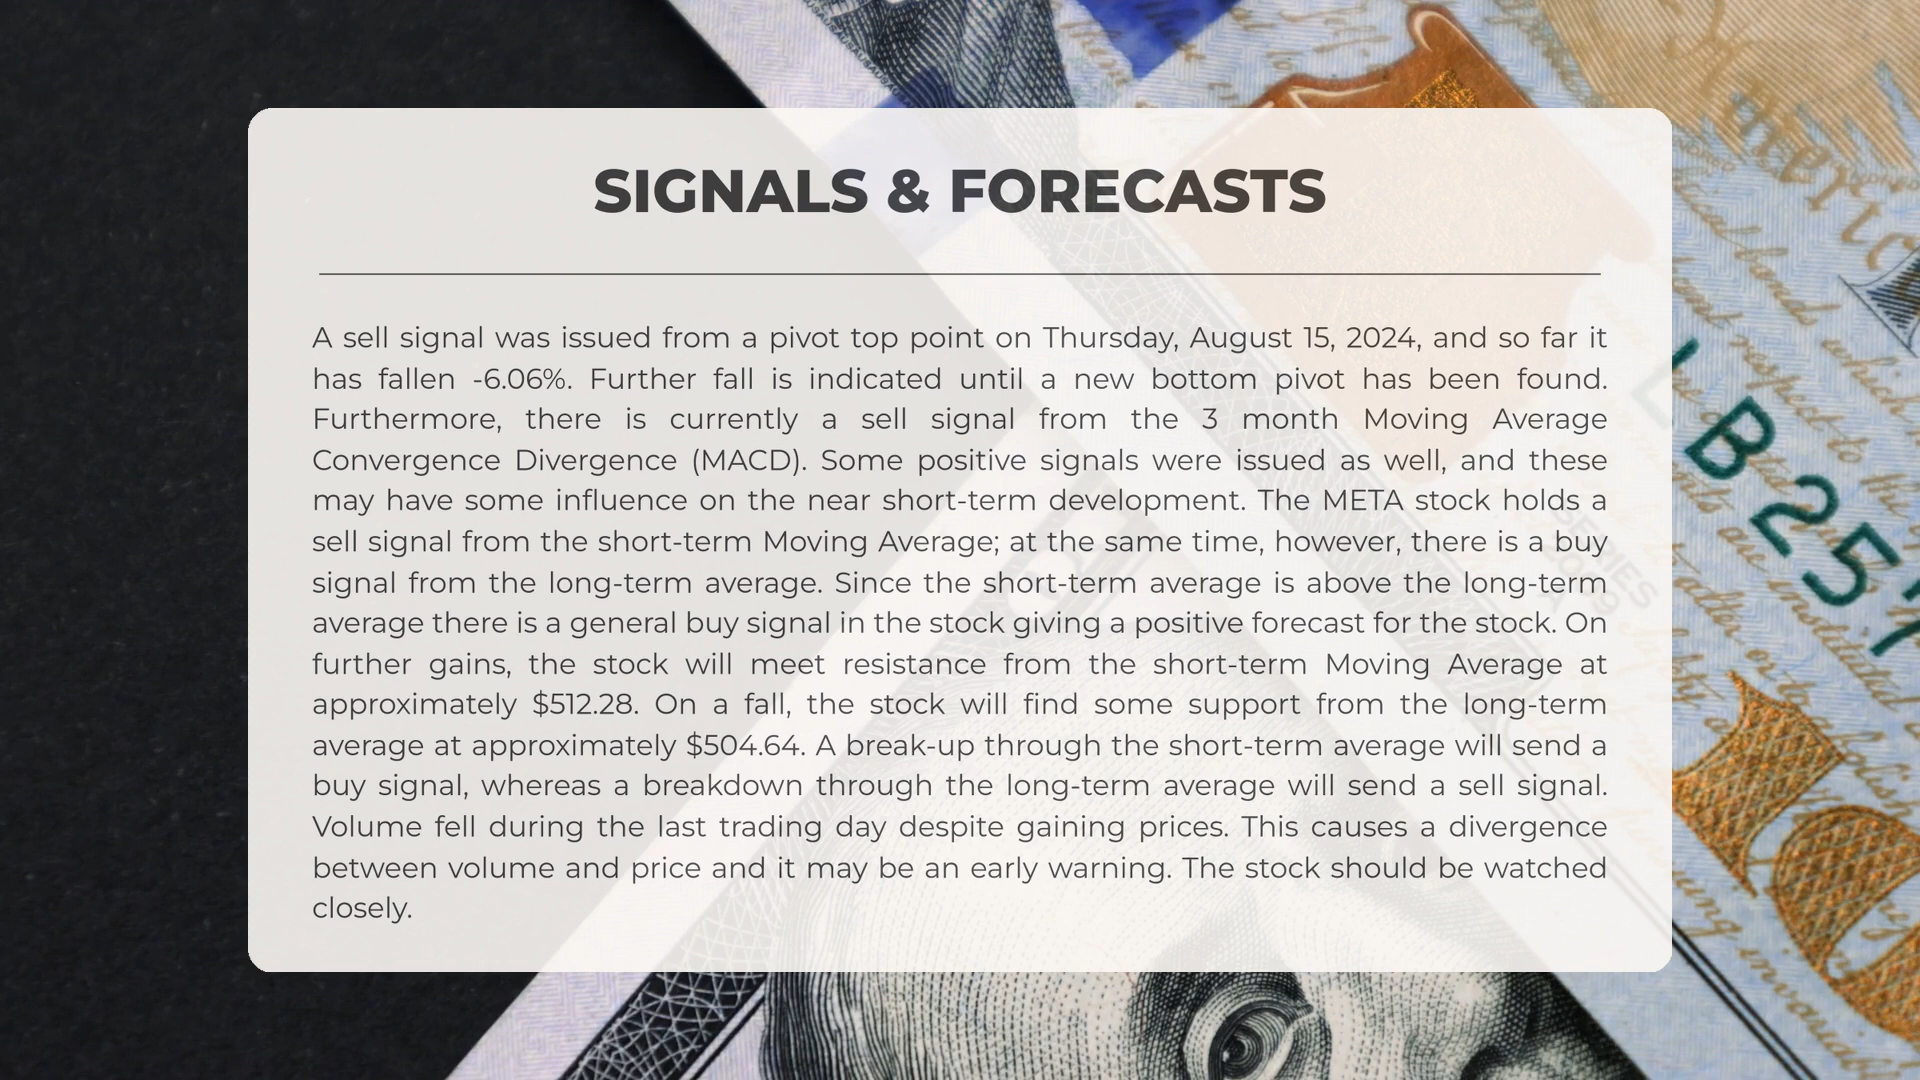 SIGNALS & FORECASTS
A sell signal was issued from a pivot top point on Thursday, August 15, 2024, and so far it
has fallen -6.06%. Further fall is indicated until a new bottom pivot has been found.
Furthermore, there is currently a sell signal from the 3 month Moving Average
Convergence Divergence (MACD). Some positive signals were issued as well, and these
may have some influence on the near short-term development. The META stock holds a
sell signal from the short-term Moving Average; at the same time, however, there is a buy
signal from the long-term average. Since the short-term average is above the long-term
average there is a general buy signal in the stock giving a positive forecast for the stock. On
further gains, the stock will meet resistance from the short-term Moving Average at
approximately $512.28. On a fall, the stock will find some support from the long-term
average at approximately $504.64. A break-up through the short-term average will send a
buy signal, whereas a breakdown through the long-term average will send a sell signal.
Volume fell during the last trading day despite gaining prices. This causes a divergence
between volume and price and it may be an early warning. The stock should be watched
closely.
LB257